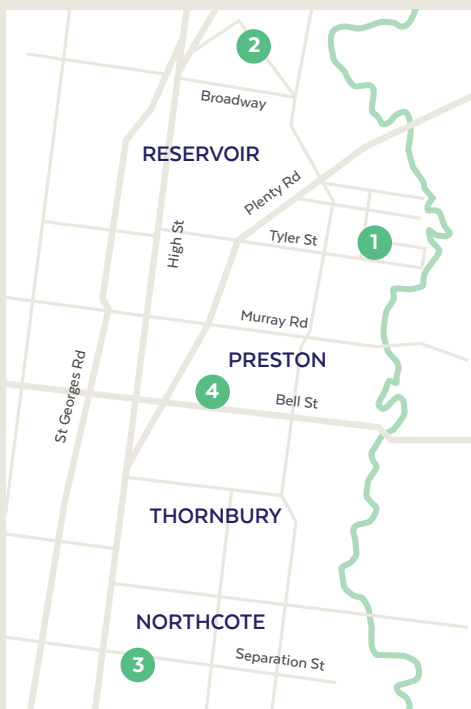 2
Broadway
RESERVOIR
Plenty Rd
High St
Tyler St
1
Murray Rd
PRESTON
St Georges Rd
4
Bell St
THORNBURY
NORTHCOTE
3
Separation St